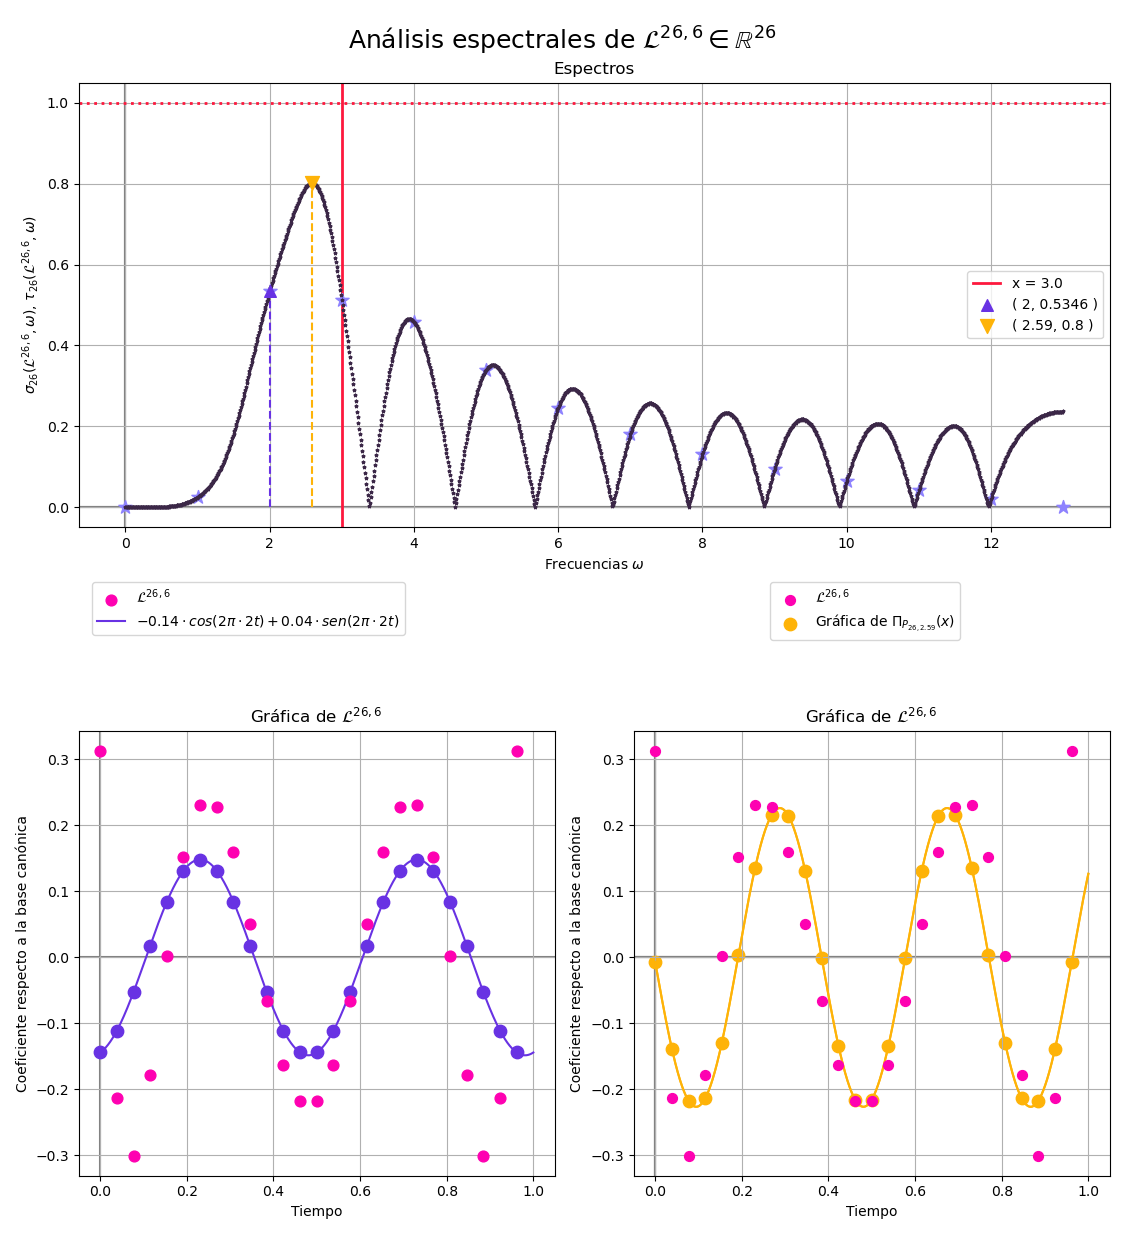 Análisis espectrales de $\mathcal{L}^{26,6} \in \mathbb{R}^{26}$
Espectros
1.0
0.8
0.6
0.4
0.2
0.0
$\sigma_{26}(\mathcal{L}^{26,6}, \omega), \tau_{26}(\mathcal{L}^{26,6}, \omega)$
x = 3.0
( 2, 0.5346 )
( 2.59, 0.8 )
0 2 4 6 8 10 12
Frecuencias $\omega$
$\mathcal{L}^{26,6}$
$-0.14 \cdot cos(2\pi \cdot 2t) + 0.04 \cdot sen(2\pi \cdot 2t)$
$\mathcal{L}^{26,6}$
Gráfica de $\Pi_{P_{26,2.59}}(x)$
Gráfica de $\mathcal{L}^{26,6}$
0.3
0.2
0.1
0.0
−0.1
−0.2
−0.3
Coeficiente respecto a la base canónica
0.0 0.2 0.4 0.6 0.8 1.0
Tiempo
Gráfica de $\mathcal{L}^{26,6}$
0.3
0.2
0.1
0.0
−0.1
−0.2
−0.3
Coeficiente respecto a la base canónica
0.0 0.2 0.4 0.6 0.8 1.0
Tiempo